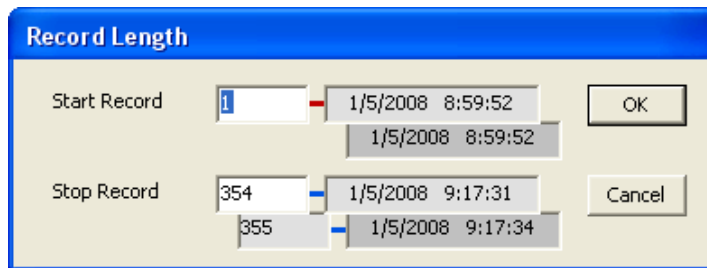 Record Length
Start Record 1 1/5/2008 8:59:52 OK
1/5/2008 8:59:52
Stop Record 354 1/5/2008 9:17:31 Cancel
355 1/5/2008 9:17:34